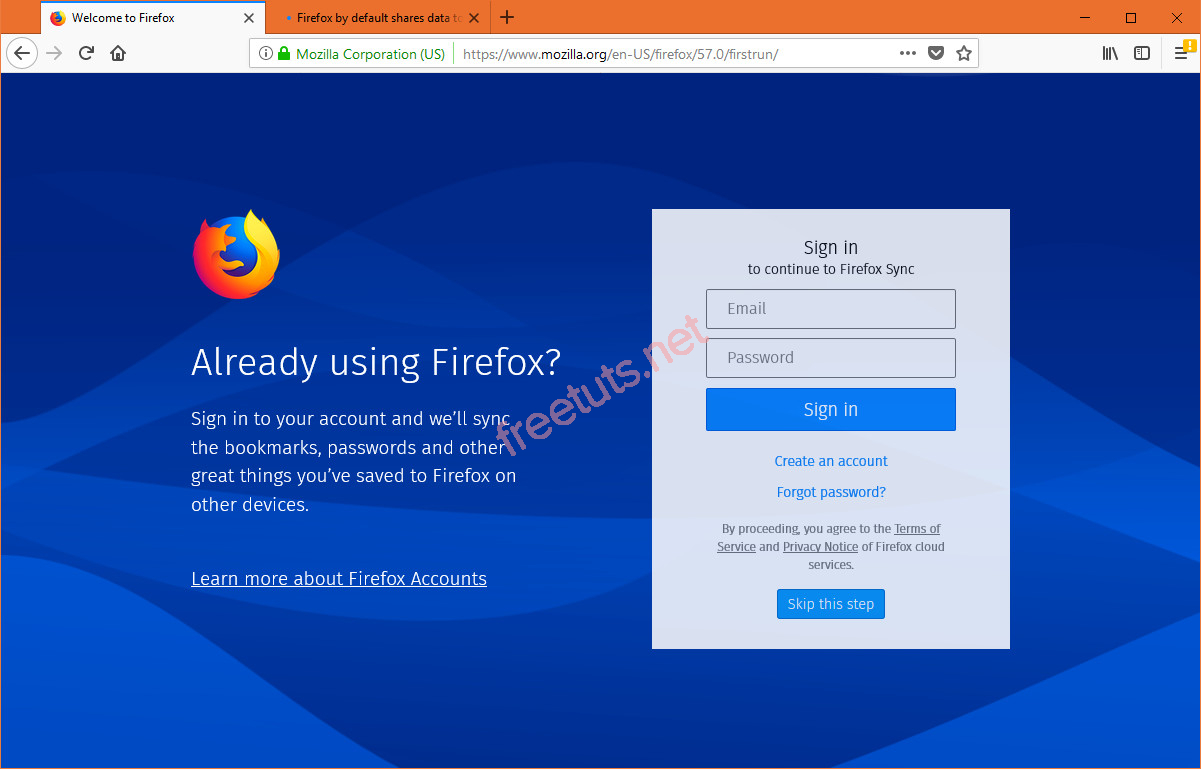 Welcome to Firefox
Firefox by default shares data to
Mozilla Corporation (US)
https://www.mozilla.org/en-US/firefox/57.0/firstrun/
Already using Firefox?
Sign in to your account and we’ll sync
the bookmarks, passwords and other
great things you’ve saved to Firefox on
other devices.
Learn more about Firefox Accounts
Sign in
to continue to Firefox Sync
Email
Password
Sign in
Create an account
Forgot password?
By proceeding, you agree to the Terms of
Service and Privacy Notice of Firefox cloud
services.
Skip this step
freetuts.net